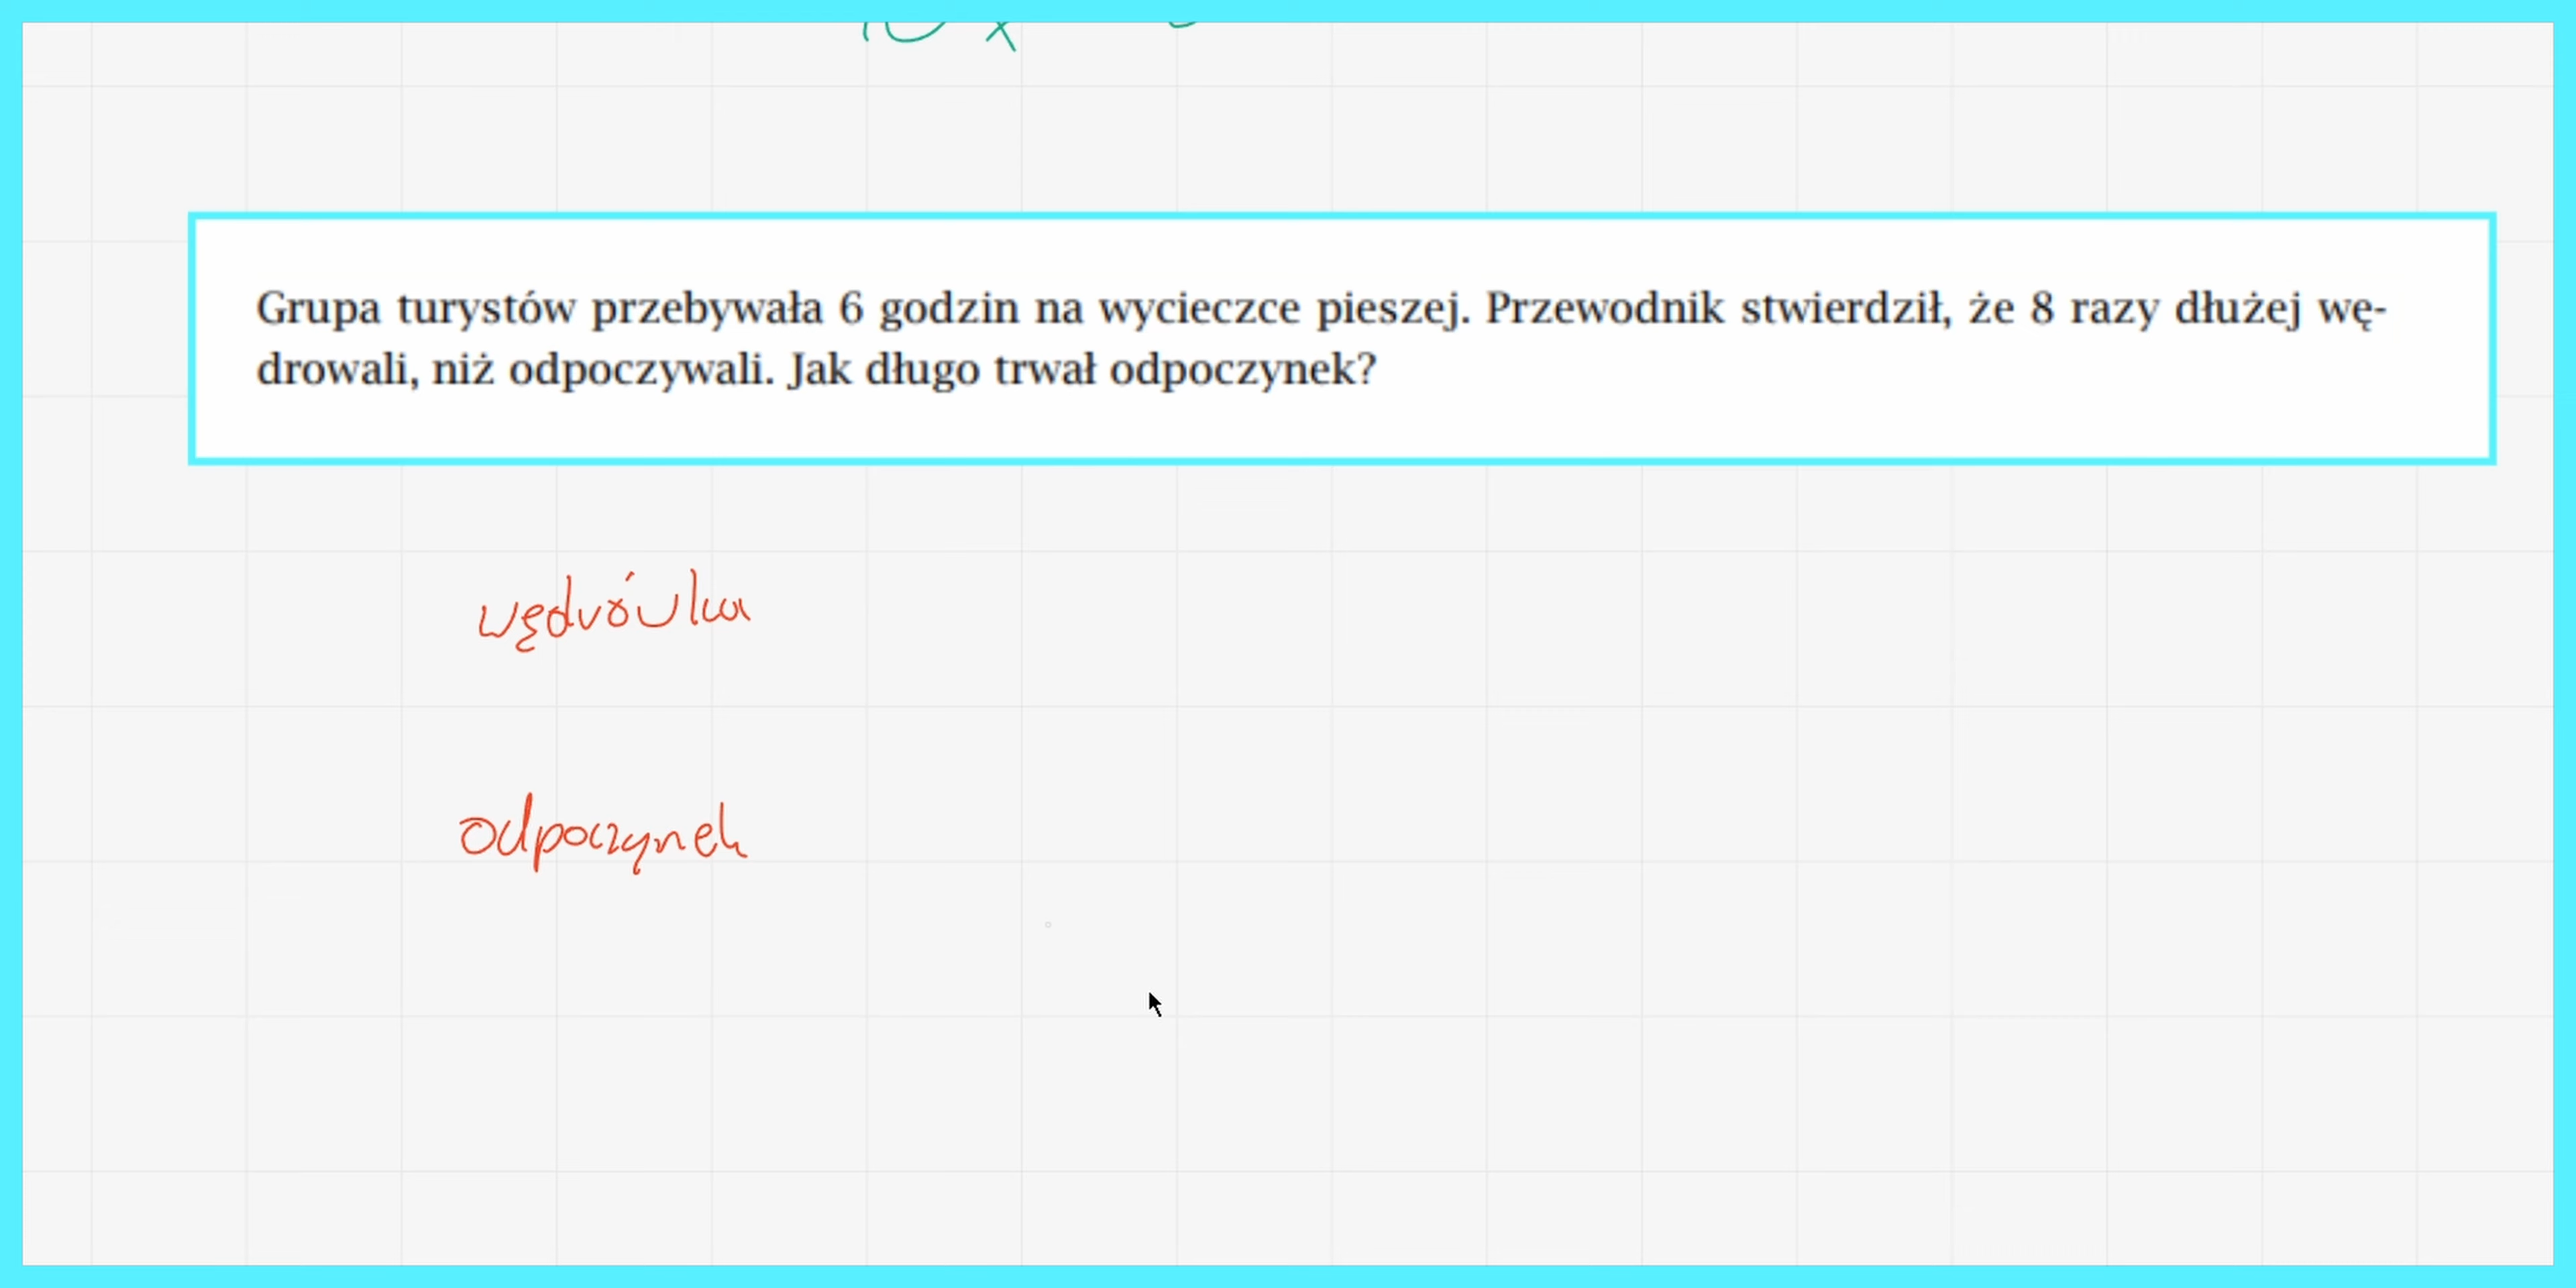 Grupa turystów przebywała 6 godzin na wycieczce pieszej. Przewodnik stwierdził, że 8 razy dłużej wę-
drowali, niż odpoczywali. Jak długo trwał odpoczynek?
wędrówka
odpoczynek